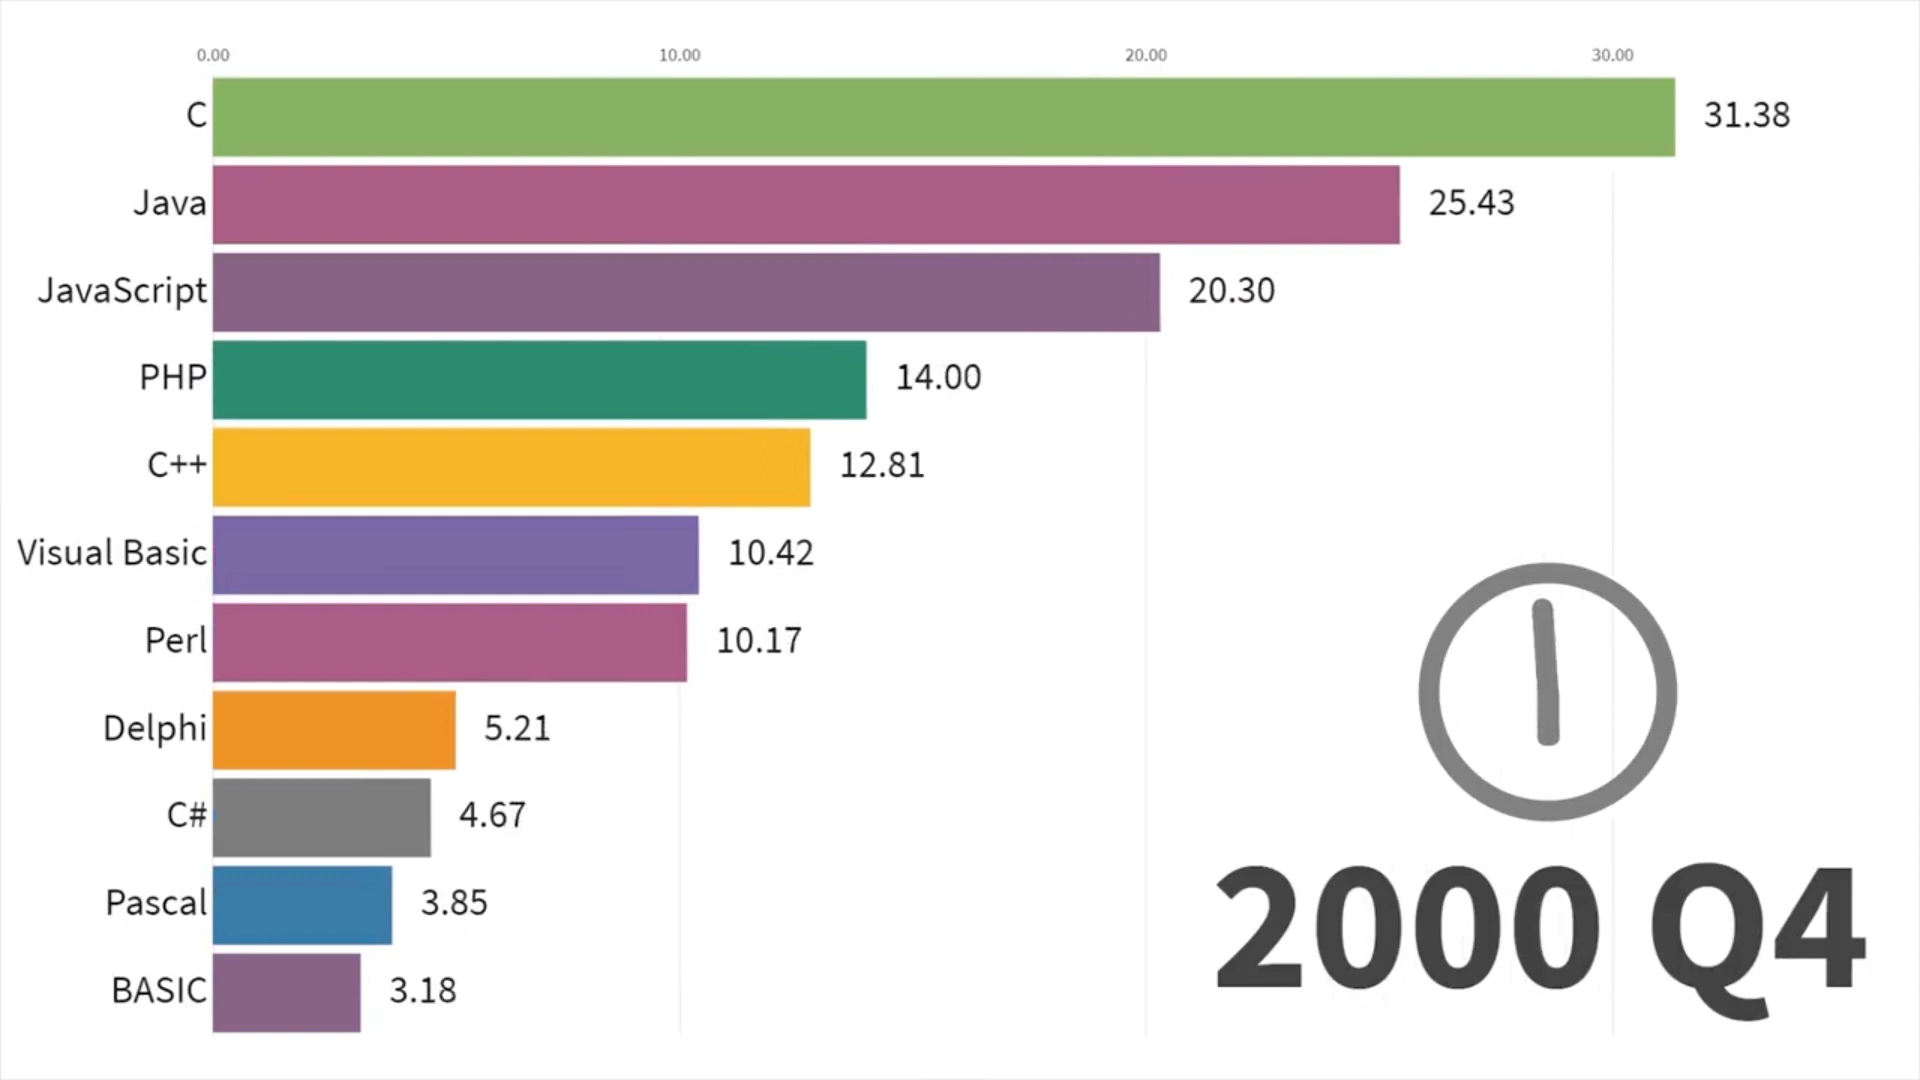 0.00 10.00 20.00 30.00
C 31.38
Java 25.43
JavaScript 20.30
PHP 14.00
C++ 12.81
Visual Basic 10.42
Perl 10.17
Delphi 5.21
C# 4.67
Pascal 3.85
BASIC 3.18
2000 Q4